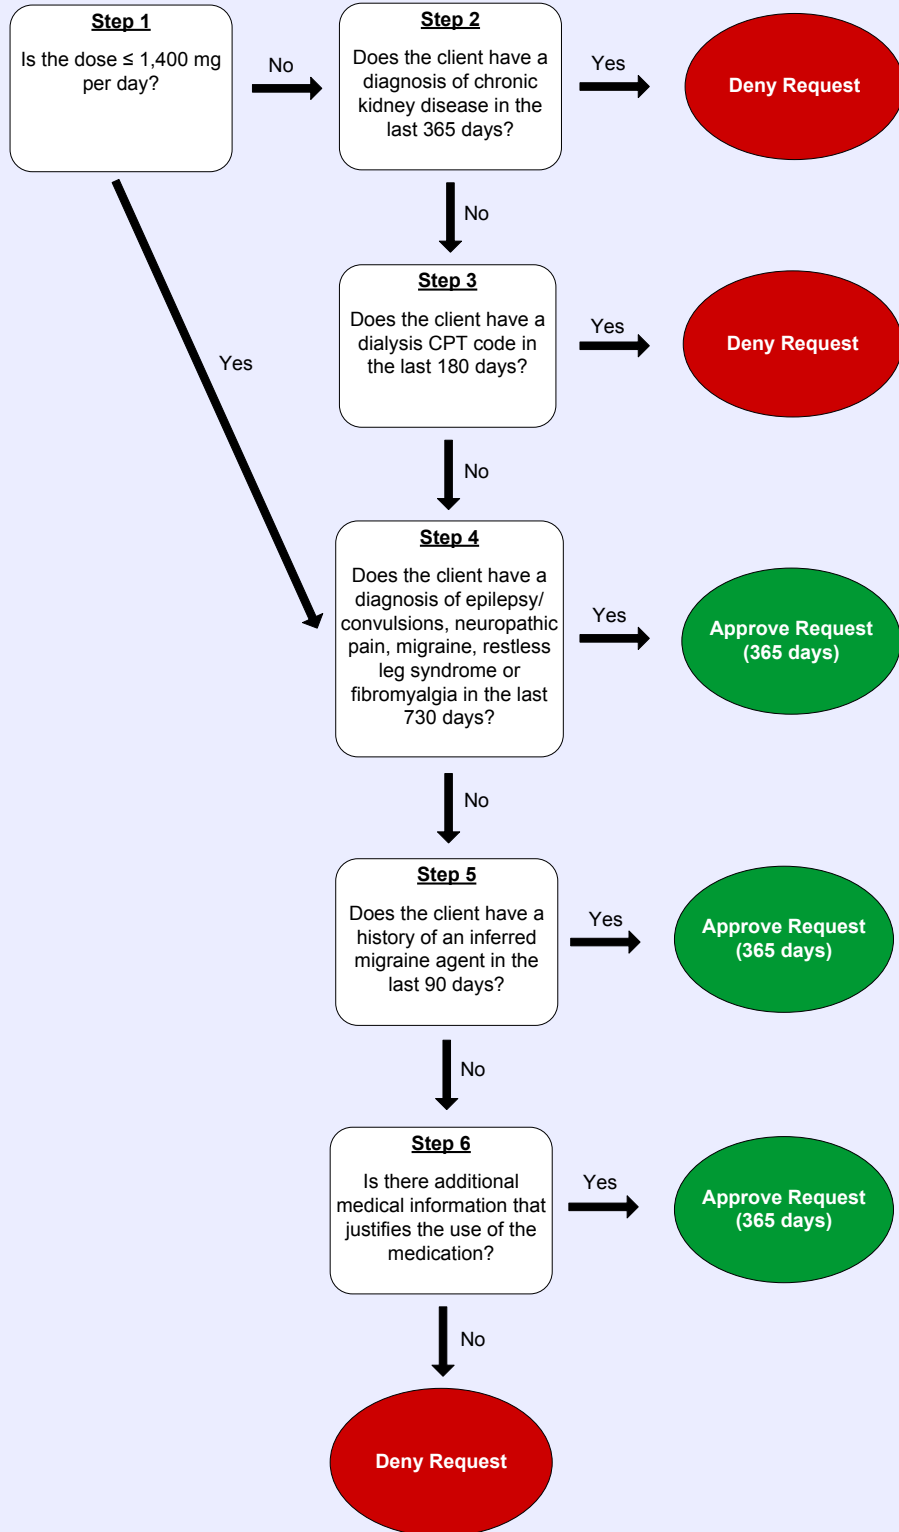 Step 1
Is the dose ≤ 1,400 mg
per day?
No
Step 2
Does the client have a
diagnosis of chronic
kidney disease in the
last 365 days?
Yes
Deny Request
No
Step 3
Does the client have a
dialysis CPT code in
the last 180 days?
Yes
Deny Request
Yes
No
Step 4
Does the client have a
diagnosis of epilepsy/
convulsions, neuropathic
pain, migraine, restless
leg syndrome or
fibromyalgia in the last
730 days?
Yes
Approve Request
(365 days)
No
Step 5
Does the client have a
history of an inferred
migraine agent in the
last 90 days?
Yes
Approve Request
(365 days)
No
Step 6
Is there additional
medical information that
justifies the use of the
medication?
Yes
Approve Request
(365 days)
No
Deny Request